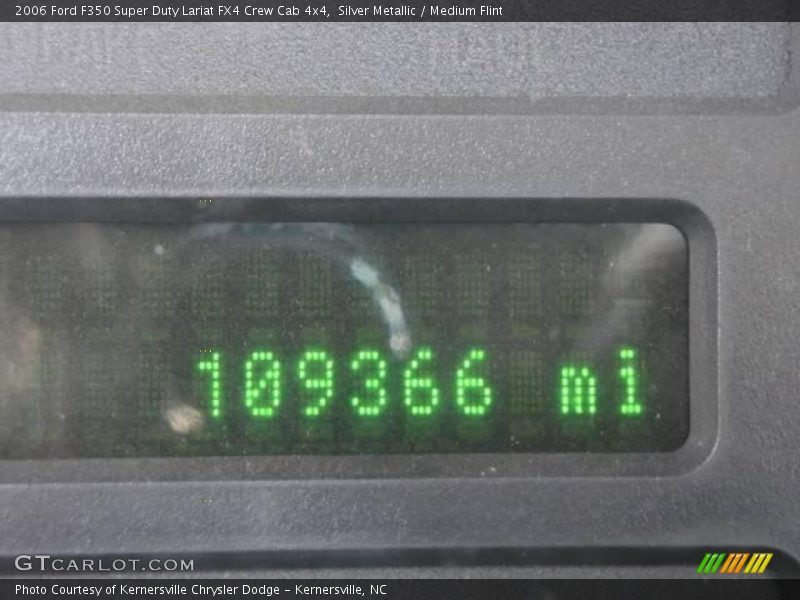 2006 Ford F350 Super Duty Lariat FX4 Crew Cab 4x4, Silver Metallic / Medium Flint
109366 mi
GTCARLOT.COM
Photo Courtesy of Kernersville Chrysler Dodge - Kernersville, NC